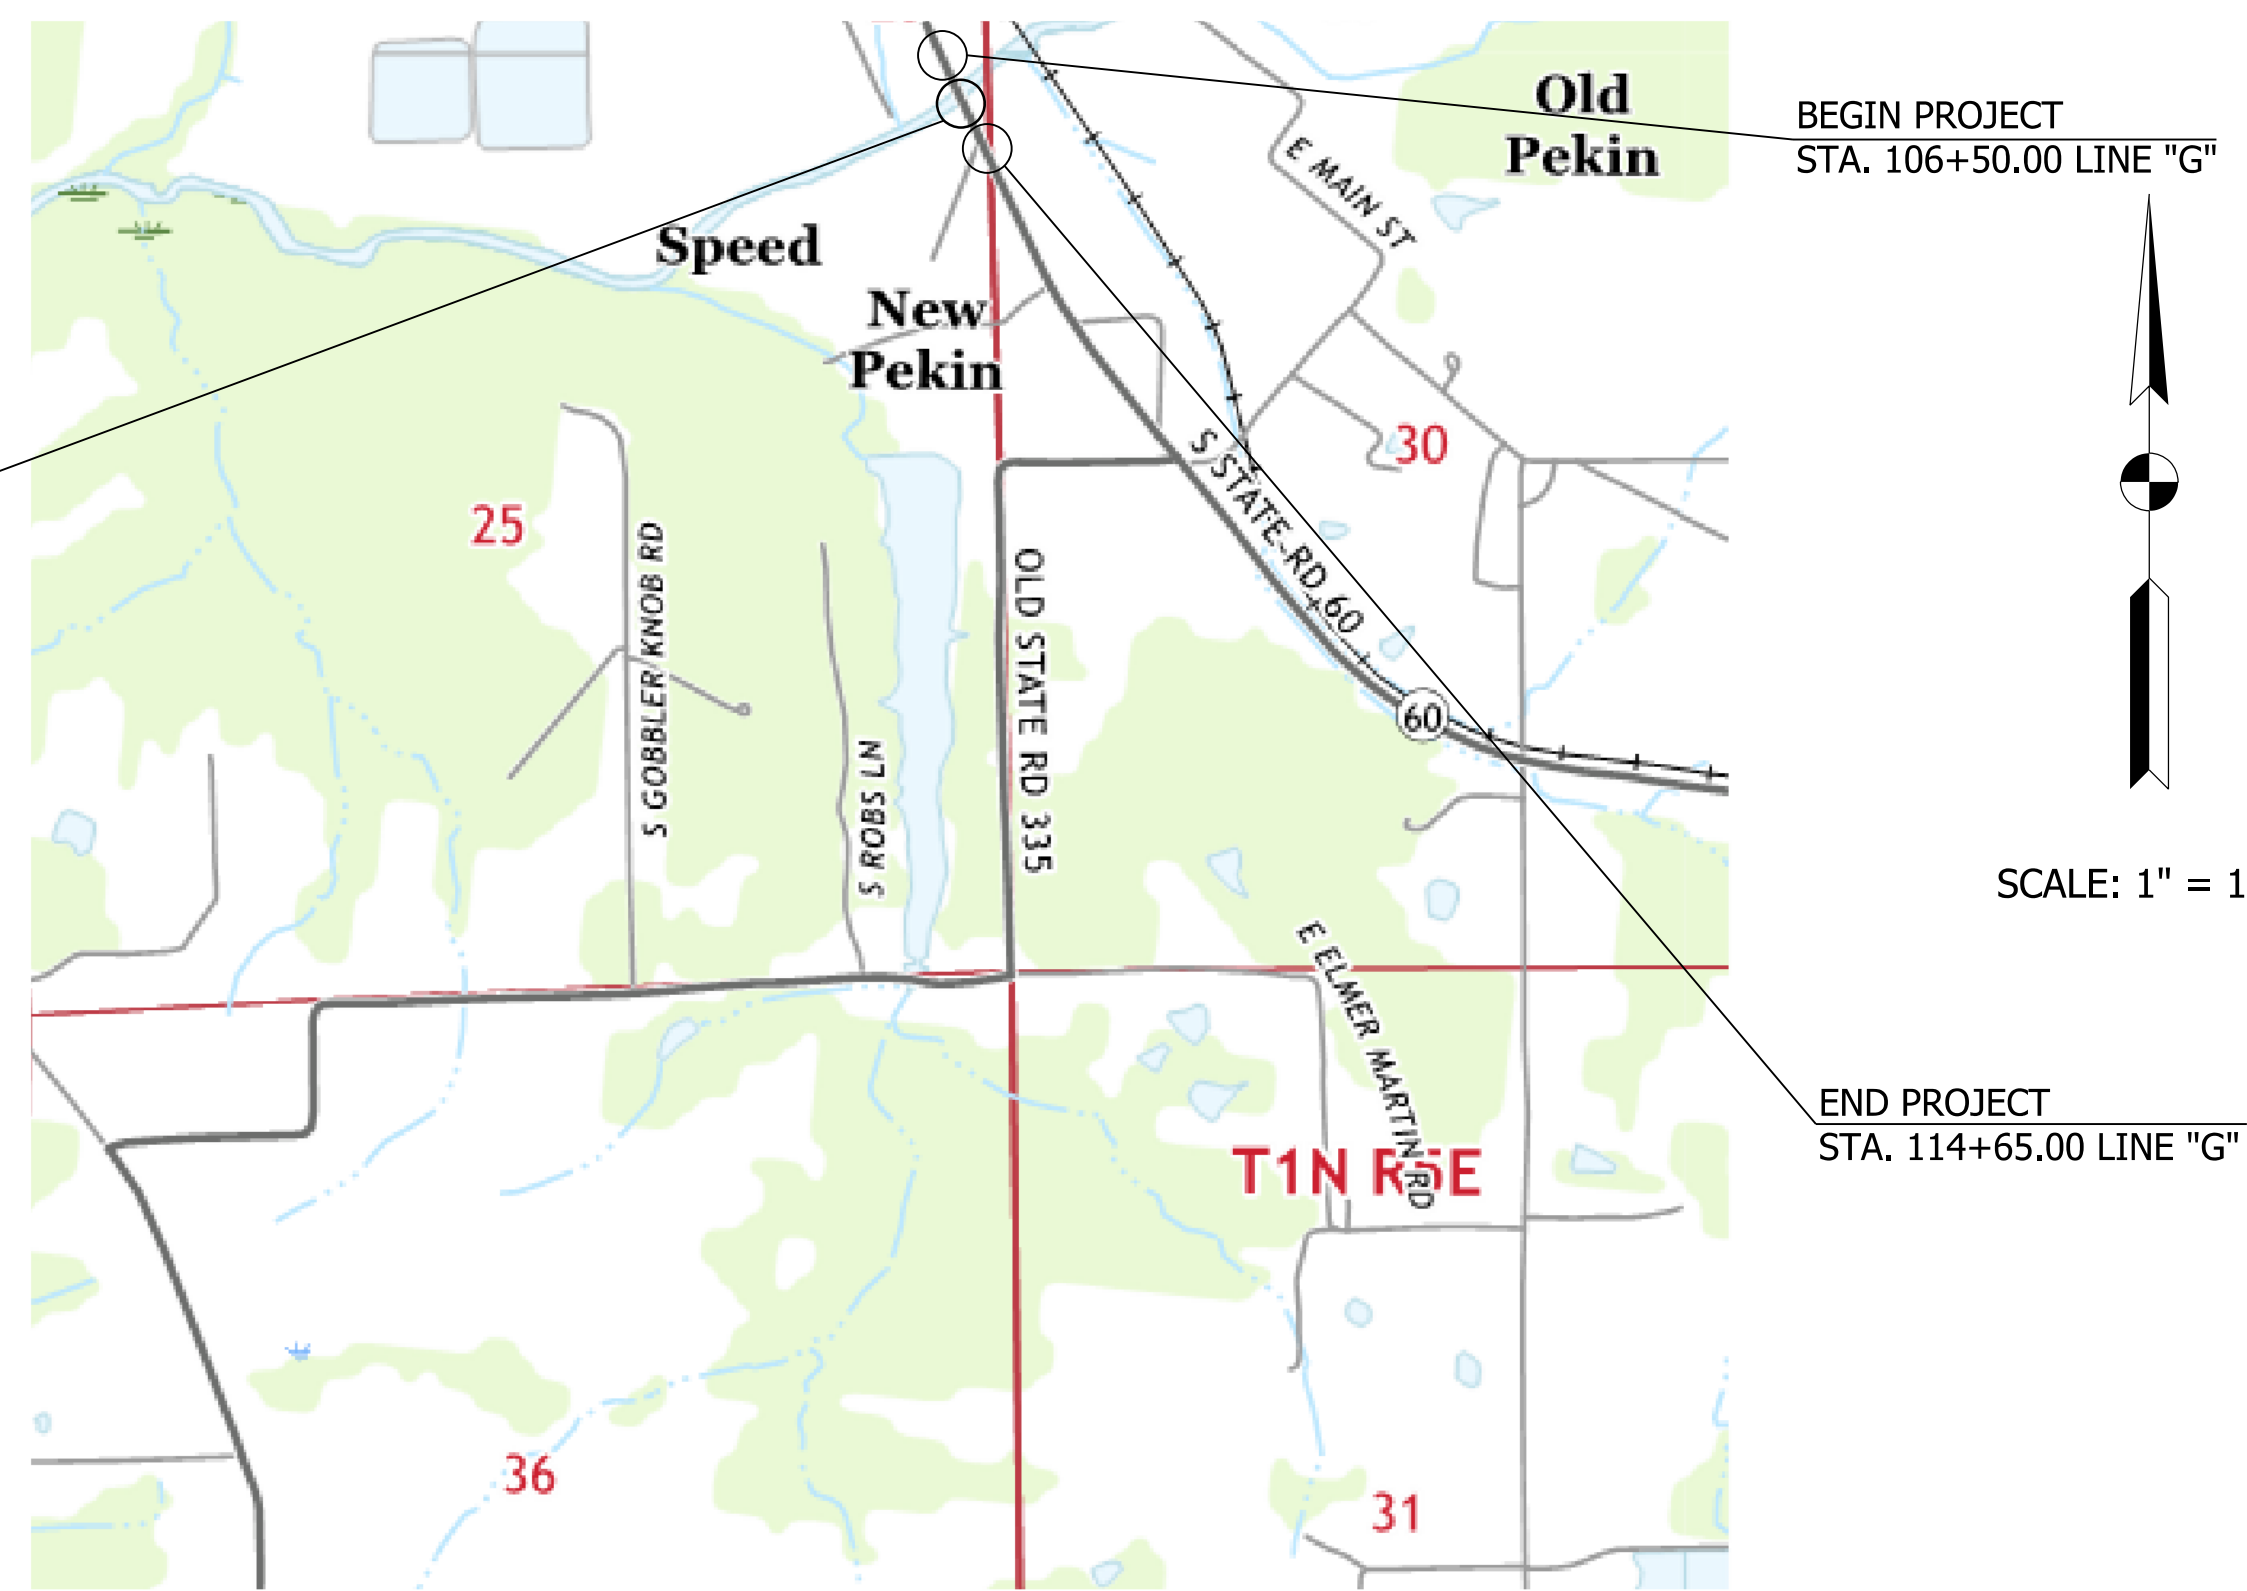 Old
Pekin
BEGIN PROJECT
STA. 106+50.00 LINE "G"
E MAIN ST
Speed
New
Pekin
30
S STATE RD 60
25
S GOBBLER KNOB RD
OLD STATE RD 335
60
S ROBS LN
SCALE: 1" = 1
E ELMER MARTIN RD
END PROJECT
STA. 114+65.00 LINE "G"
T1N R5E
36
31